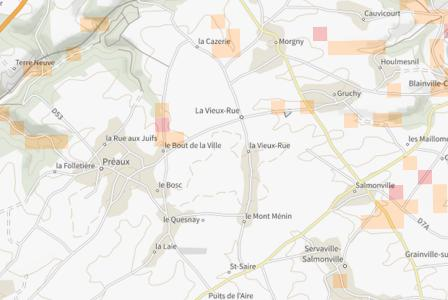 Cauvicourt
la Cazerie
Morgny
Terre Neuve
Houlmesnil
Blainville-C
Gruchy
D53
La Vieux-Rue
la Rue aux Juifs
le Bout de la Ville
la Vieux-Rue
les Maillomm
Préaux
la Folletière
le Bosc
Salmonville
le Quesnay
le Mont Ménin
D7A
la Laie
Servaville-
Salmonville
Grainville-su
St-Saire
Puits de l'Aire